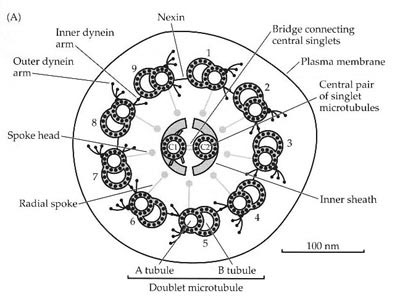 (A)
Nexin
Inner dynein
arm
Outer dynein
arm
Bridge connecting
central singlets
Plasma membrane
Central pair
of singlet
microtubules
9
1
2
8
3
C1
C2
Spoke head
7
4
Radial spoke
6
5
Inner sheath
100 nm
A tubule
B tubule
Doublet microtubule